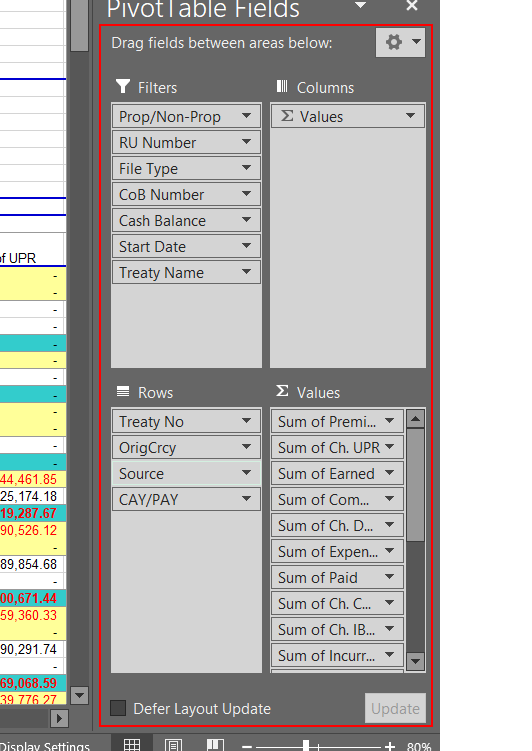 PivotTable Fields
Drag fields between areas below:
Filters
Columns
Prop/Non-Prop
Σ Values
RU Number
File Type
CoB Number
Cash Balance
Start Date
Treaty Name
of UPR
-
-
-
-
-
-
-
-
-
-
-
-
44,461.85
25,174.18
19,287.67
90,526.12
-
89,854.68
-
00,671.44
59,360.33
-
90,291.74
-
69,068.59
39,776.27
Rows
Σ Values
Treaty No
Sum of Premi...
OrigCrcy
Sum of Ch. UPR
Source
Sum of Earned
CAY/PAY
Sum of Com...
Sum of Ch. D...
Sum of Expen...
Sum of Paid
Sum of Ch. C...
Sum of Ch. IB...
Sum of Incurr...
Defer Layout Update
Update
Display Settings
80%